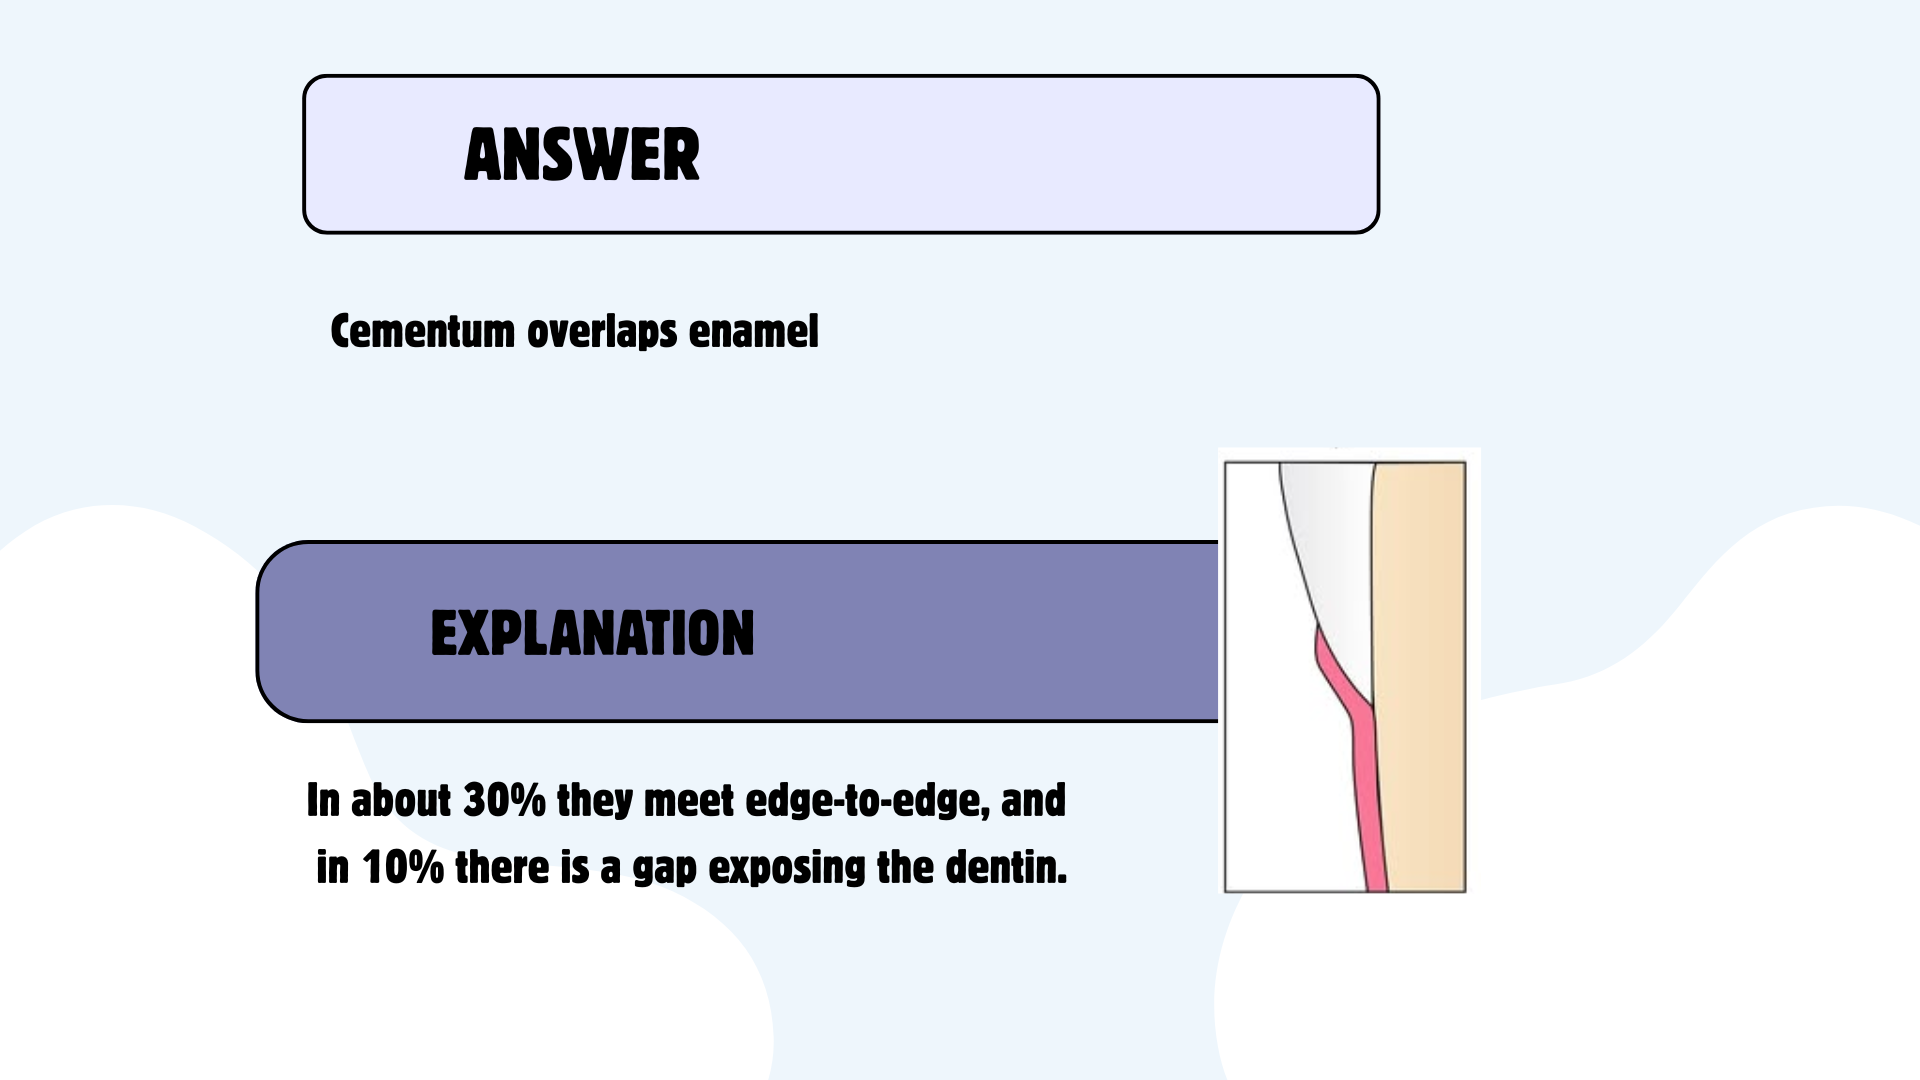 ANSWER
Cementum overlaps enamel
EXPLANATION
In about 30% they meet edge-to-edge, and
in 10% there is a gap exposing the dentin.